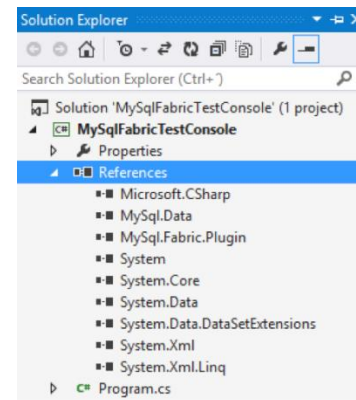 Solution Explorer
Search Solution Explorer (Ctrl+¨)
Solution 'MySqlFabricTestConsole' (1 project)
C# MySqlFabricTestConsole
Properties
References
Microsoft.CSharp
MySql.Data
MySql.Fabric.Plugin
System
System.Core
System.Data
System.Data.DataSetExtensions
System.Xml
System.Xml.Linq
C# Program.cs